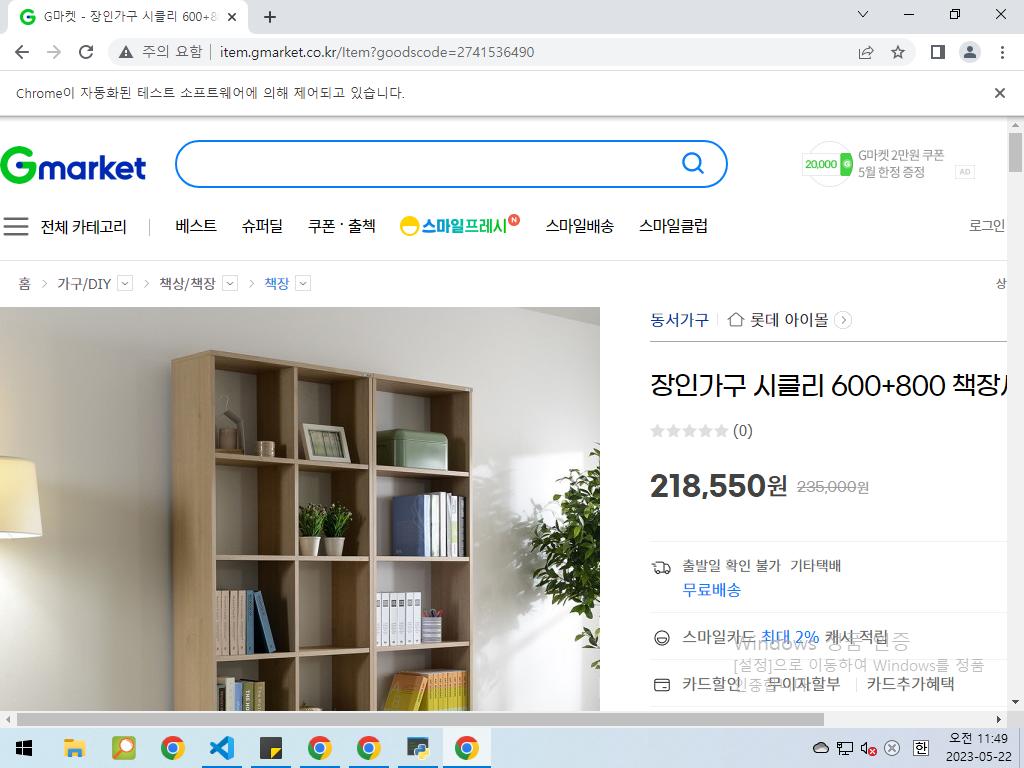 G마켓 - 장인가구 시클리 600+8
주의 요함
item.gmarket.co.kr/Item?goodscode=2741536490
Chrome이 자동화된 테스트 소프트웨어에 의해 제어되고 있습니다.
Gmarket
20,000
G마켓 2만원 쿠폰
5월 한정 증정
AD
전체 카테고리
베스트 슈퍼딜 쿠폰·출첵 스마일프레시 N 스마일배송 스마일클럽
로그인
홈 > 가구/DIY > 책상/책장 > 책장
상
동서가구 롯데 아이몰
장인가구 시클리 600+800 책장
(0)
218,550원 235,000원
출발일 확인 불가 기타택배
무료배송
스마일카드 최대 2% 캐시 적립
Windows 정품 인증
[설정]으로 이동하여 Windows를 정품
카드할인 무이자할부 카드추가혜택
한
오전 11:49
2023-05-22